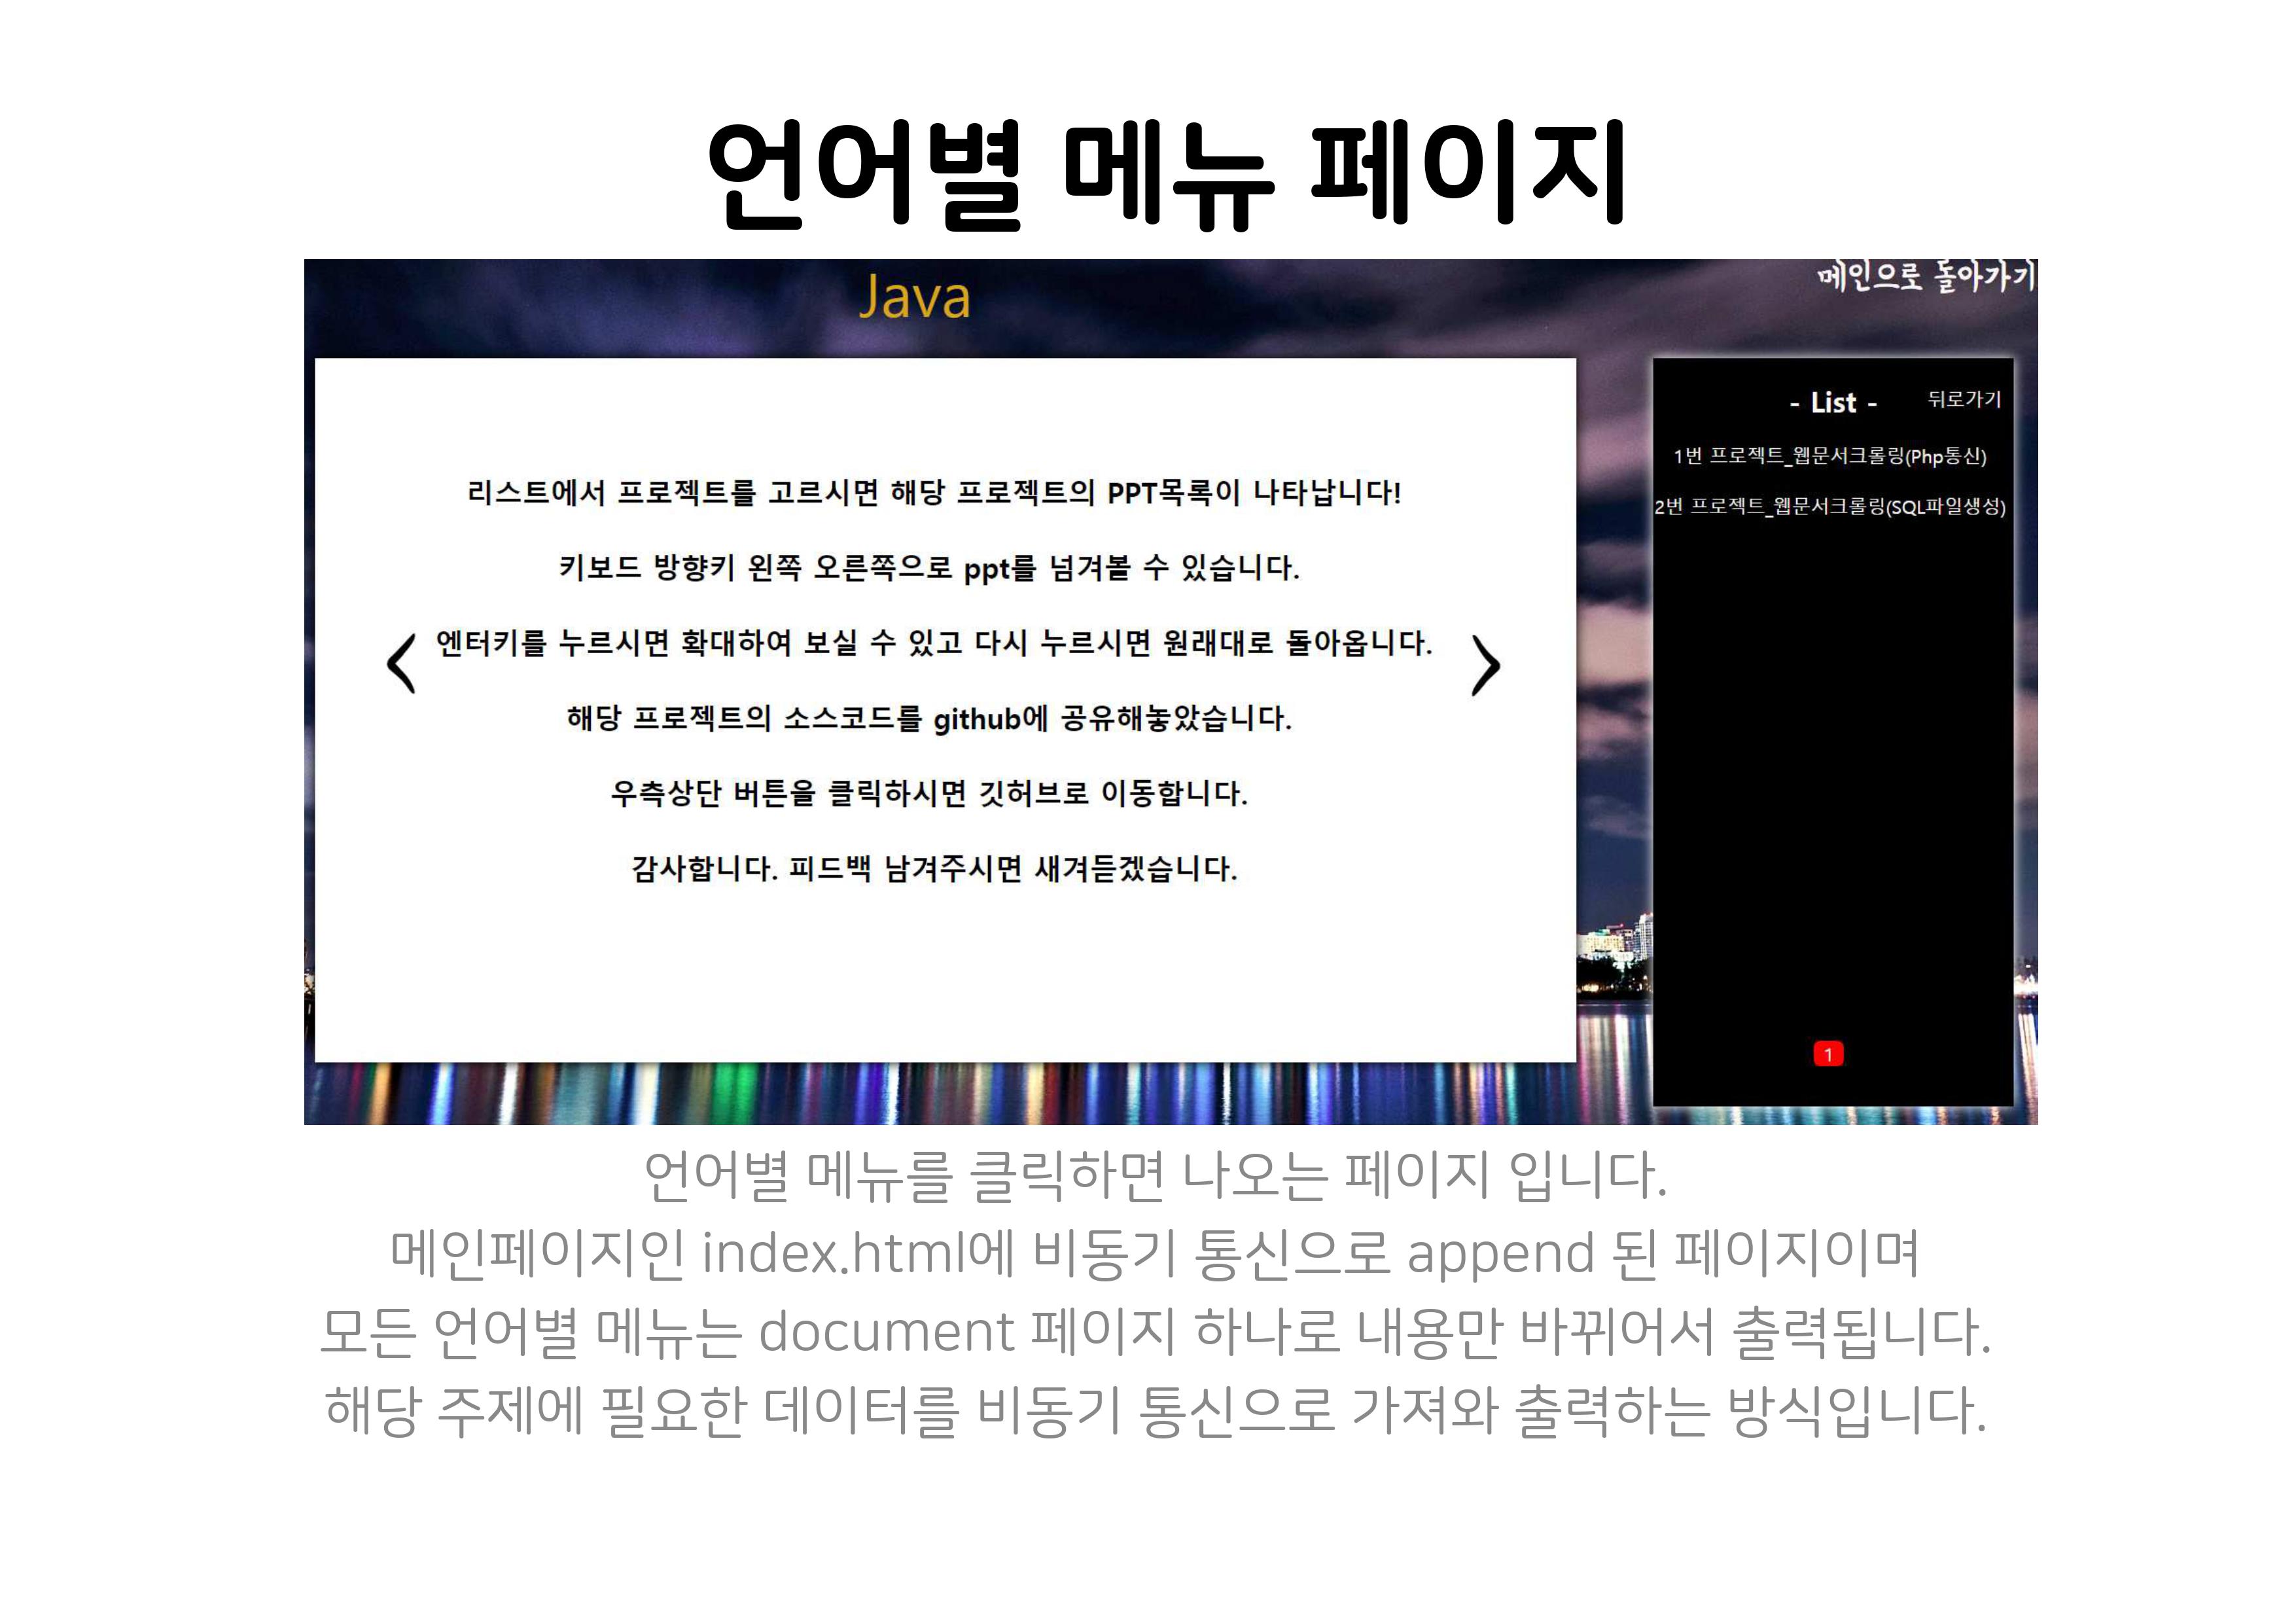 언어별 메뉴 페이지
Java
메인으로 돌아가기
리스트에서 프로젝트를 고르시면 해당 프로젝트의 PPT목록이 나타납니다!
키보드 방향키 왼쪽 오른쪽으로 ppt를 넘겨볼 수 있습니다.
엔터키를 누르시면 확대하여 보실 수 있고 다시 누르시면 원래대로 돌아옵니다.
해당 프로젝트의 소스코드를 github에 공유해놓았습니다.
우측상단 버튼을 클릭하시면 깃허브로 이동합니다.
감사합니다. 피드백 남겨주시면 새겨듣겠습니다.
- List -
뒤로가기
1번 프로젝트_웹문서크롤링(Php통신)
2번 프로젝트_웹문서크롤링(SQL파일생성)
1
언어별 메뉴를 클릭하면 나오는 페이지 입니다.
메인페이지인 index.html에 비동기 통신으로 append 된 페이지이며
모든 언어별 메뉴는 document 페이지 하나로 내용만 바뀌어서 출력됩니다.
해당 주제에 필요한 데이터를 비동기 통신으로 가져와 출력하는 방식입니다.